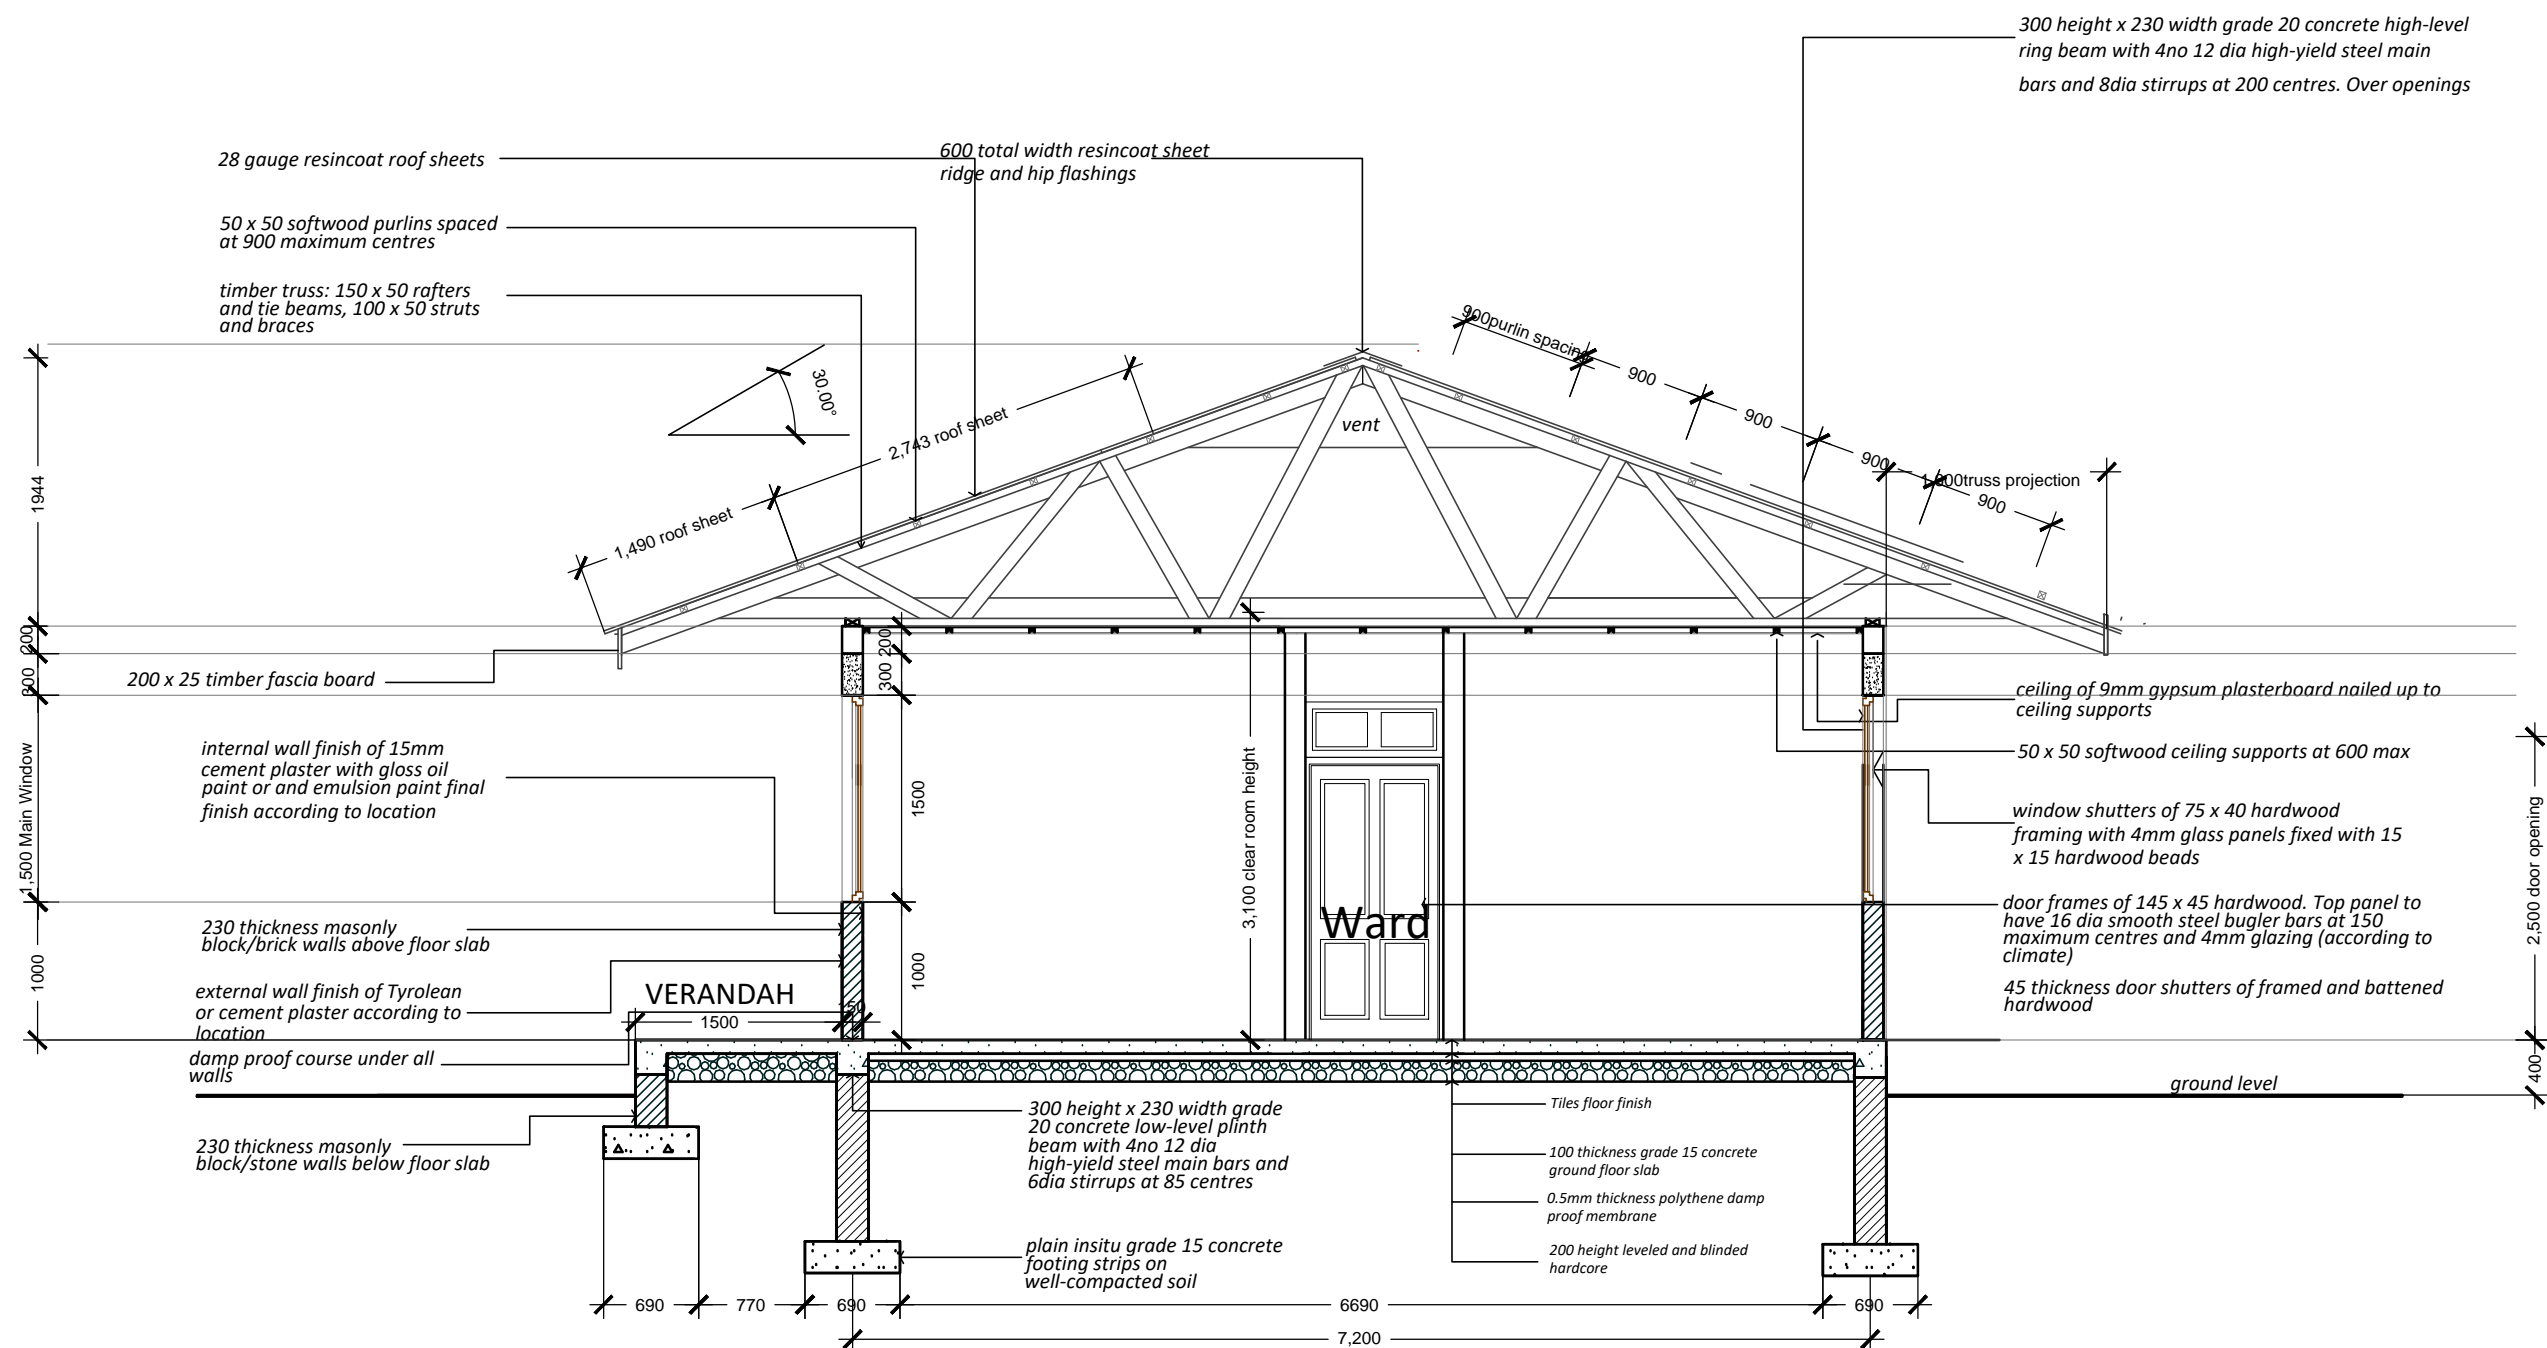 300 height x 230 width grade 20 concrete high-level
ring beam with 4no 12 dia high-yield steel main
bars and 8dia stirrups at 200 centres. Over openings
28 gauge resincoat roof sheets
600 total width resincoat sheet
ridge and hip flashings
50 x 50 softwood purlins spaced
at 900 maximum centres
timber truss: 150 x 50 rafters
and tie beams, 100 x 50 struts
and braces
900purlin spacing
900
900
900
900
truss projection
30.00°
2,743 roof sheet
1,490 roof sheet
vent
1944
200
300
1,500 Main Window
1000
200
300
1500
1000
3,100 clear room height
200 x 25 timber fascia board
internal wall finish of 15mm
cement plaster with gloss oil
paint or and emulsion paint final
finish according to location
230 thickness masonly
block/brick walls above floor slab
external wall finish of Tyrolean
or cement plaster according to
location
damp proof course under all
walls
230 thickness masonly
block/stone walls below floor slab
VERANDAH
1500
150
Ward
ceiling of 9mm gypsum plasterboard nailed up to
ceiling supports
50 x 50 softwood ceiling supports at 600 max
window shutters of 75 x 40 hardwood
framing with 4mm glass panels fixed with 15
x 15 hardwood beads
door frames of 145 x 45 hardwood. Top panel to
have 16 dia smooth steel bugler bars at 150
maximum centres and 4mm glazing (according to
climate)
45 thickness door shutters of framed and battened
hardwood
2,500 door opening
400
ground level
300 height x 230 width grade
20 concrete low-level plinth
beam with 4no 12 dia
high-yield steel main bars and
6dia stirrups at 85 centres
plain insitu grade 15 concrete
footing strips on
well-compacted soil
Tiles floor finish
100 thickness grade 15 concrete
ground floor slab
0.5mm thickness polythene damp
proof membrane
200 height leveled and blinded
hardcore
690
770
690
6690
690
7,200